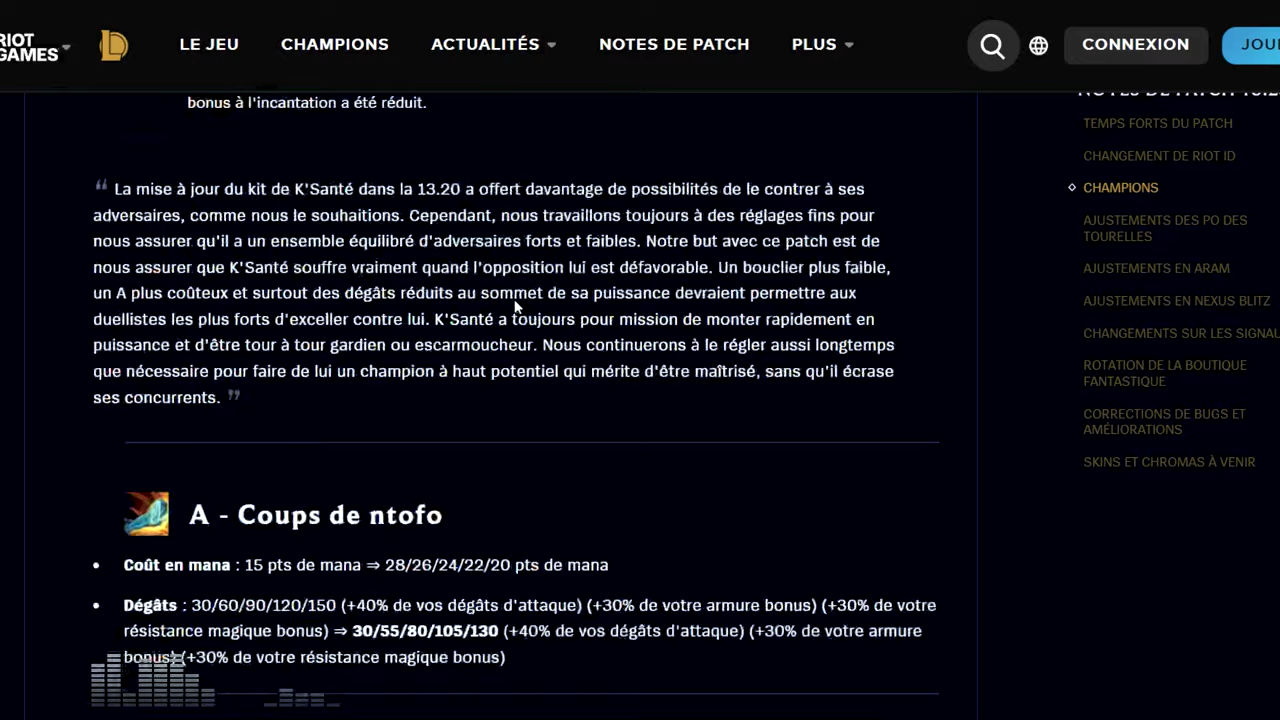 RIOT
GAMES
LE JEU
CHAMPIONS
ACTUALITÉS
NOTES DE PATCH
PLUS
CONNEXION
bonus à l'incantation a été réduit.
“ La mise à jour du kit de K'Santé dans la 13.20 a offert davantage de possibilités de le contrer à ses
adversaires, comme nous le souhaitions. Cependant, nous travaillons toujours à des réglages fins pour
nous assurer qu'il a un ensemble équilibré d'adversaires forts et faibles. Notre but avec ce patch est de
nous assurer que K'Santé souffre vraiment quand l'opposition lui est défavorable. Un bouclier plus faible,
un A plus coûteux et surtout des dégâts réduits au sommet de sa puissance devraient permettre aux
duellistes les plus forts d'exceller contre lui. K'Santé a toujours pour mission de monter rapidement en
puissance et d'être tour à tour gardien ou escarmoucheur. Nous continuerons à le régler aussi longtemps
que nécessaire pour faire de lui un champion à haut potentiel qui mérite d'être maîtrisé, sans qu'il écrase
ses concurrents. ”
A - Coups de ntofo
• Coût en mana : 15 pts de mana ⇒ 28/26/24/22/20 pts de mana
• Dégâts : 30/60/90/120/150 (+40% de vos dégâts d'attaque) (+30% de votre armure bonus) (+30% de votre
résistance magique bonus) ⇒ 30/55/80/105/130 (+40% de vos dégâts d'attaque) (+30% de votre armure
bonus) (+30% de votre résistance magique bonus)
NOTES DE PATCH
TEMPS FORTS DU PATCH
CHANGEMENT DE RIOT ID
CHAMPIONS
AJUSTEMENTS DES PO DES
TOURELLES
AJUSTEMENTS EN ARAM
AJUSTEMENTS EN NEXUS BLITZ
CHANGEMENTS SUR LES
ROTATION DE LA BOUTIQUE
FANTASTIQUE
CORRECTIONS DE BUGS ET
AMÉLIORATIONS
SKINS ET CHROMAS À VENIR